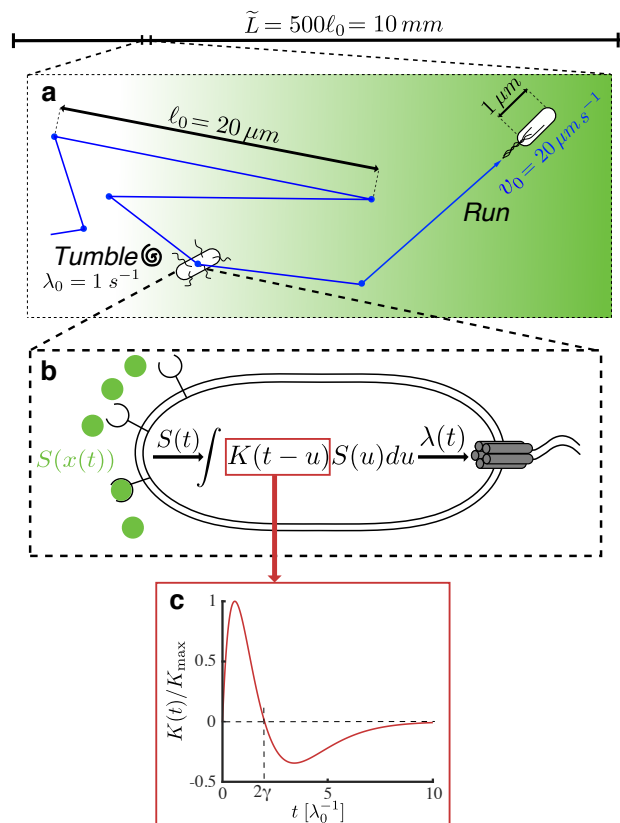 L̃ = 500ℓ₀ = 10 mm
a
ℓ₀ = 20 μm
1 μm
v₀ = 20 μm s⁻¹
Run
Tumble
λ₀ = 1 s⁻¹
b
S(x(t))
S(t)
∫ K(t − u)S(u)du
λ(t)
c
K(t)/Kmax
1
0.5
0
-0.5
0
2γ
5
10
t [λ₀⁻¹]